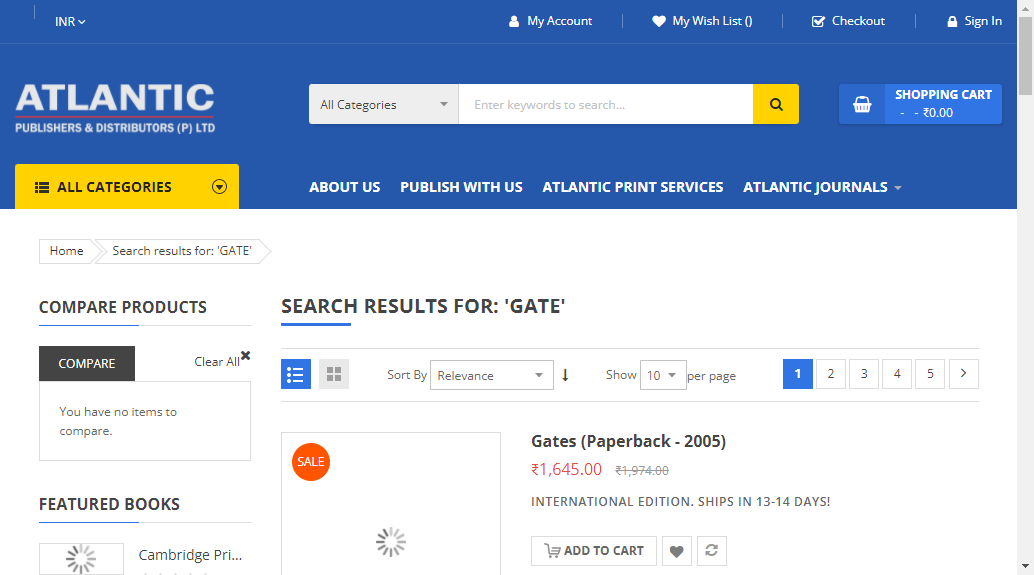 INR
My Account
My Wish List ()
Checkout
Sign In
ATLANTIC
PUBLISHERS & DISTRIBUTORS (P) LTD
All Categories
Enter keywords to search...
SHOPPING CART
- - ₹0.00
ALL CATEGORIES
ABOUT US
PUBLISH WITH US
ATLANTIC PRINT SERVICES
ATLANTIC JOURNALS
Home
Search results for: 'GATE'
COMPARE PRODUCTS
COMPARE
Clear All
You have no items to
compare.
FEATURED BOOKS
Cambridge Pri...
SEARCH RESULTS FOR: 'GATE'
Sort By
Relevance
Show
10
per page
1
2
3
4
5
SALE
Gates (Paperback - 2005)
₹1,645.00 ₹1,974.00
INTERNATIONAL EDITION. SHIPS IN 13-14 DAYS!
ADD TO CART